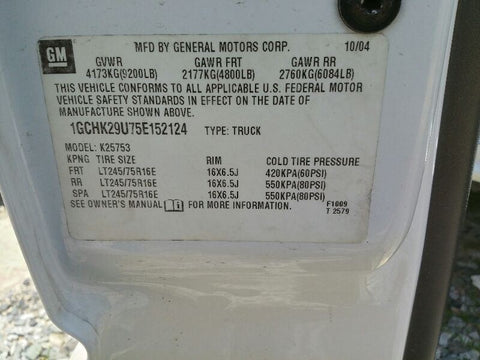 GM
MFD BY GENERAL MOTORS CORP. 10/04
GVWR GAWR FRT GAWR RR
4173KG(9200LB) 2177KG(4800LB) 2760KG(6084LB)
THIS VEHICLE CONFORMS TO ALL APPLICABLE U.S. FEDERAL MOTOR
VEHICLE SAFETY STANDARDS IN EFFECT ON THE DATE OF
MANUFACTURE SHOWN ABOVE.
1GCHK29U75E152124 TYPE: TRUCK
MODEL: K25753
KPNG TIRE SIZE RIM COLD TIRE PRESSURE
FRT LT245/75R16E 16X6.5J 420KPA(60PSI)
RR LT245/75R16E 16X6.5J 550KPA(80PSI)
SPA LT245/75R16E 16X6.5J 550KPA(80PSI)
SEE OWNER'S MANUAL FOR MORE INFORMATION. F1009
T 2579